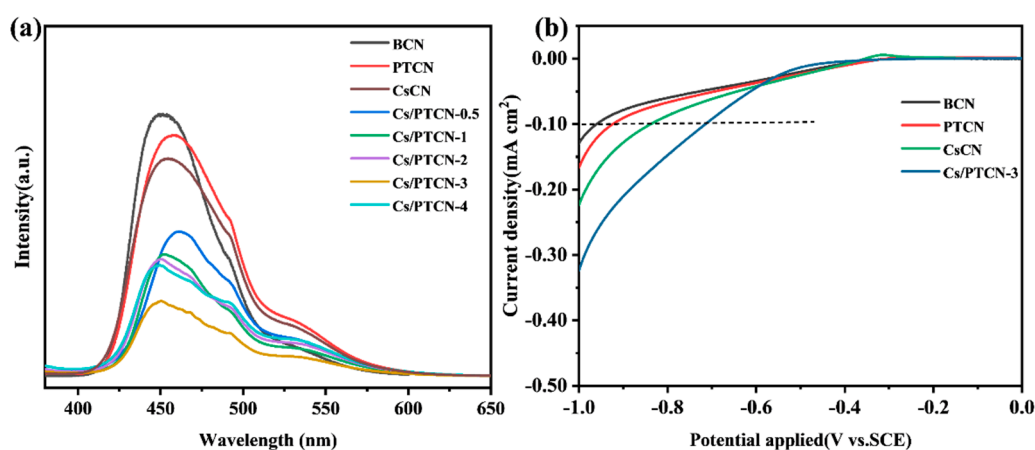 (a)
BCN
PTCN
CsCN
Cs/PTCN-0.5
Cs/PTCN-1
Cs/PTCN-2
Cs/PTCN-3
Cs/PTCN-4
Intensity(a.u.)
400 450 500 550 600 650
Wavelength (nm)
(b)
0.00
-0.10
-0.20
-0.30
-0.40
-0.50
BCN
PTCN
CsCN
Cs/PTCN-3
Current density(mA cm²)
-1.0 -0.8 -0.6 -0.4 -0.2 0.0
Potential applied(V vs.SCE)